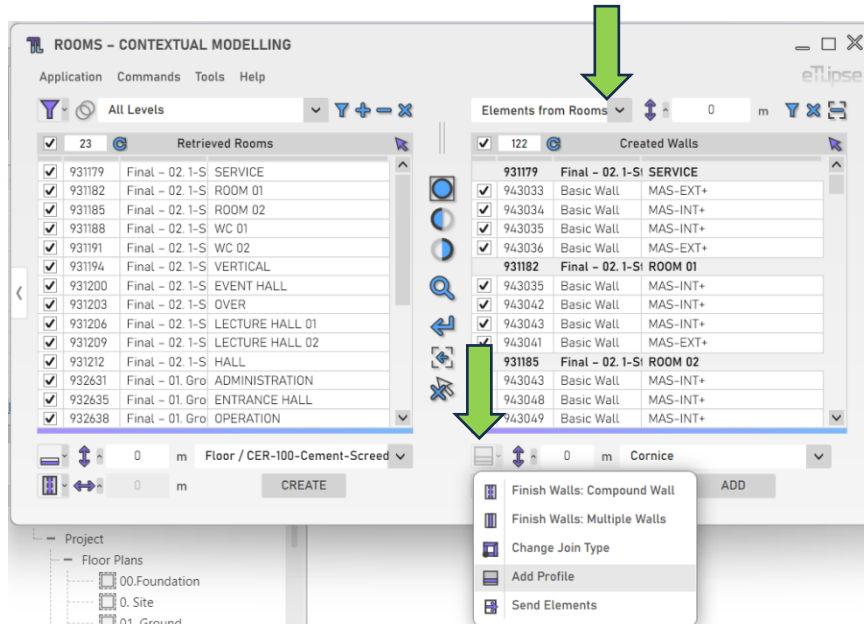 ROOMS – CONTEXTUAL MODELLING
Application Commands Tools Help
eTLipse
All Levels
Elements from Rooms 0 m
23 Retrieved Rooms
931179 Final – 02. 1-S SERVICE
931182 Final – 02. 1-S ROOM 01
931185 Final – 02. 1-S ROOM 02
931188 Final – 02. 1-S WC 01
931191 Final – 02. 1-S WC 02
931194 Final – 02. 1-S VERTICAL
931200 Final – 02. 1-S EVENT HALL
931203 Final – 02. 1-S OVER
931206 Final – 02. 1-S LECTURE HALL 01
931209 Final – 02. 1-S LECTURE HALL 02
931212 Final – 02. 1-S HALL
932631 Final – 01. Gro ADMINISTRATION
932635 Final – 01. Gro ENTRANCE HALL
932638 Final – 01. Gro OPERATION
122 Created Walls
931179 Final – 02. 1-St SERVICE
943033 Basic Wall MAS-EXT+
943034 Basic Wall MAS-INT+
943035 Basic Wall MAS-INT+
943036 Basic Wall MAS-EXT+
931182 Final – 02. 1-St ROOM 01
943035 Basic Wall MAS-INT+
943042 Basic Wall MAS-INT+
943043 Basic Wall MAS-INT+
943041 Basic Wall MAS-EXT+
931185 Final – 02. 1-St ROOM 02
943043 Basic Wall MAS-INT+
943048 Basic Wall MAS-INT+
943049 Basic Wall MAS-INT+
0 m Floor / CER-100-Cement-Screed
0 m CREATE
0 m Cornice
ADD
Finish Walls: Compound Wall
Finish Walls: Multiple Walls
Change Join Type
Add Profile
Send Elements
Project
Floor Plans
00.Foundation
0. Site
01. Ground